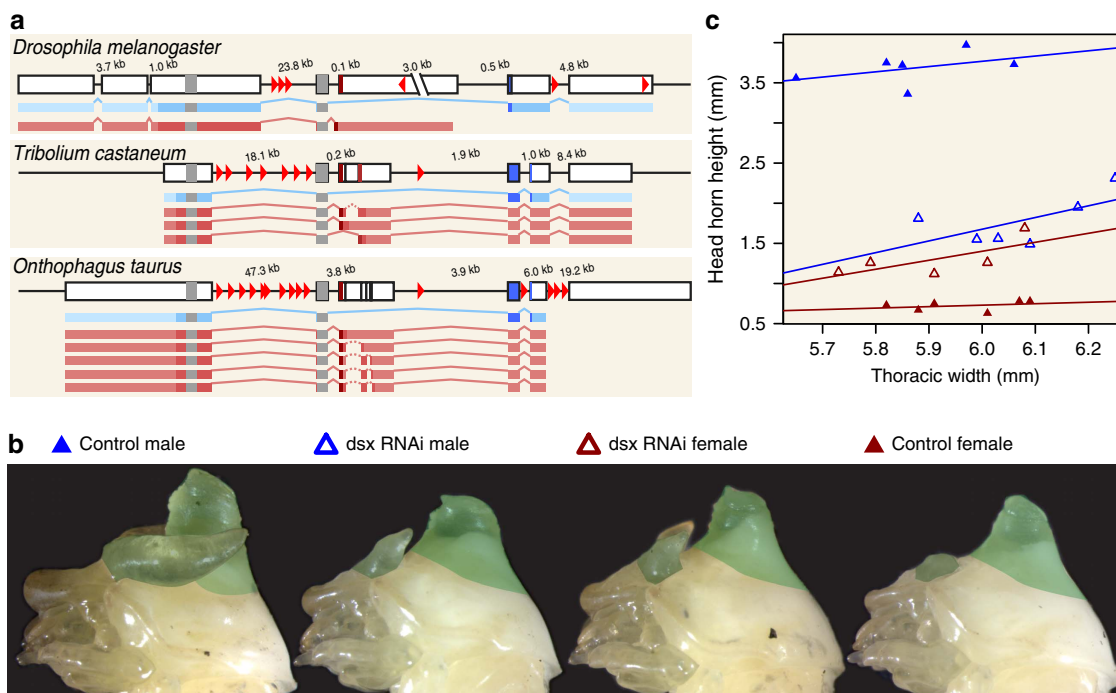 a
Drosophila melanogaster
3.7 kb 1.0 kb 23.8 kb 0.1 kb 3.0 kb 0.5 kb 4.8 kb
Tribolium castaneum
18.1 kb 0.2 kb 1.9 kb 1.0 kb 8.4 kb
Onthophagus taurus
47.3 kb 3.8 kb 3.9 kb 6.0 kb 19.2 kb
c
Head horn height (mm)
3.5
2.5
1.5
0.5
5.7 5.8 5.9 6.0 6.1 6.2
Thoracic width (mm)
b
Control male dsx RNAi male dsx RNAi female Control female